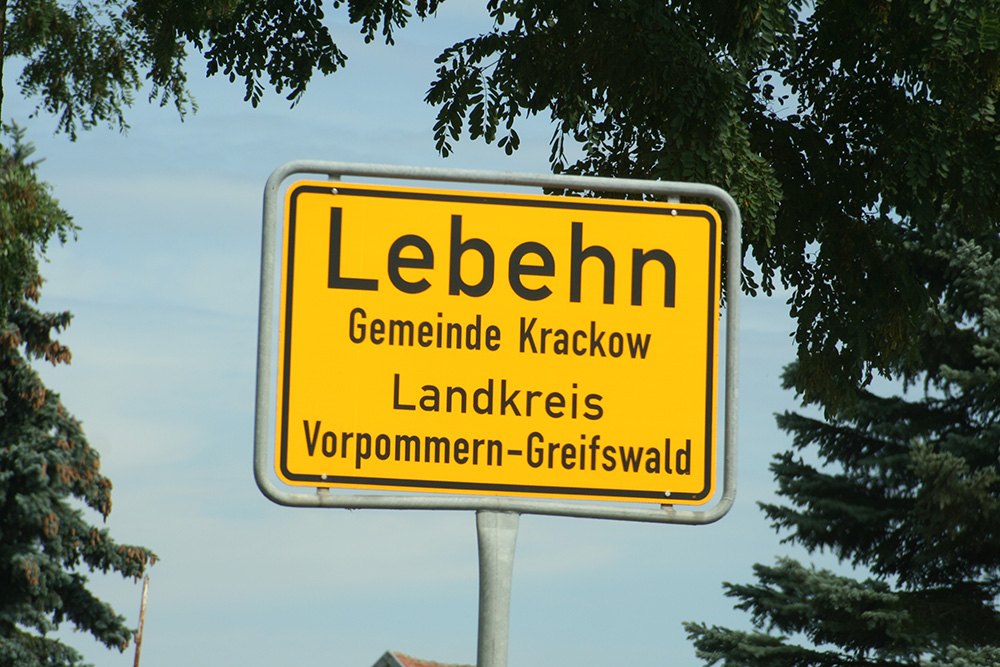 Lebehn
Gemeinde Krackow
Landkreis
Vorpommern-Greifswald